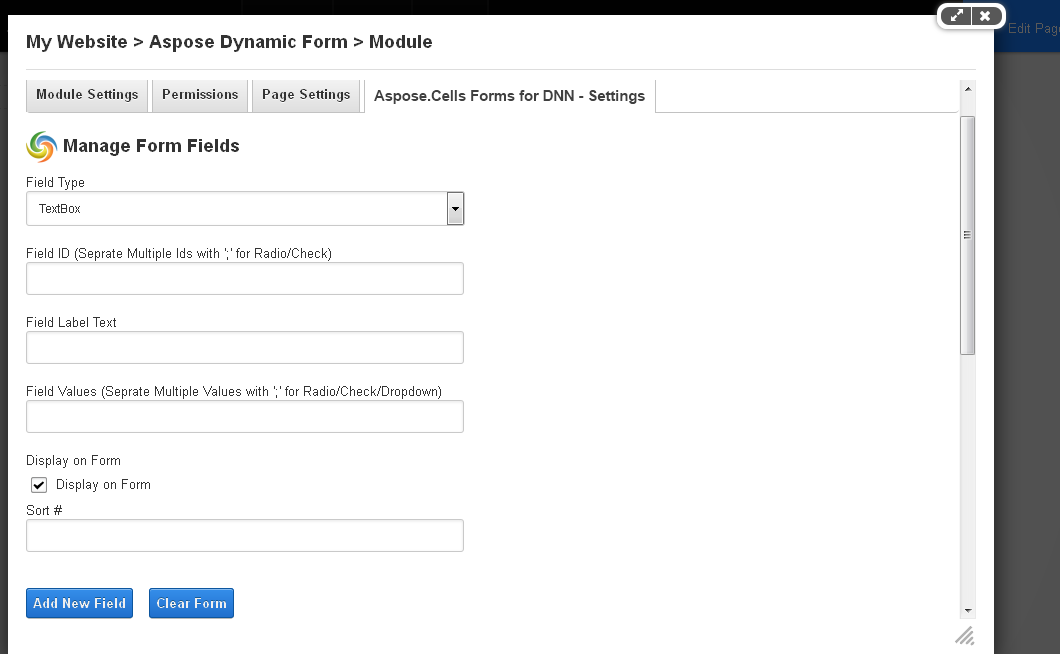 My Website > Aspose Dynamic Form > Module
Edit Pag
Module Settings Permissions Page Settings Aspose.Cells Forms for DNN - Settings
Manage Form Fields
Field Type
TextBox
Field ID (Seprate Multiple Ids with ';' for Radio/Check)
Field Label Text
Field Values (Seprate Multiple Values with ';' for Radio/Check/Dropdown)
Display on Form
Display on Form
Sort #
Add New Field Clear Form